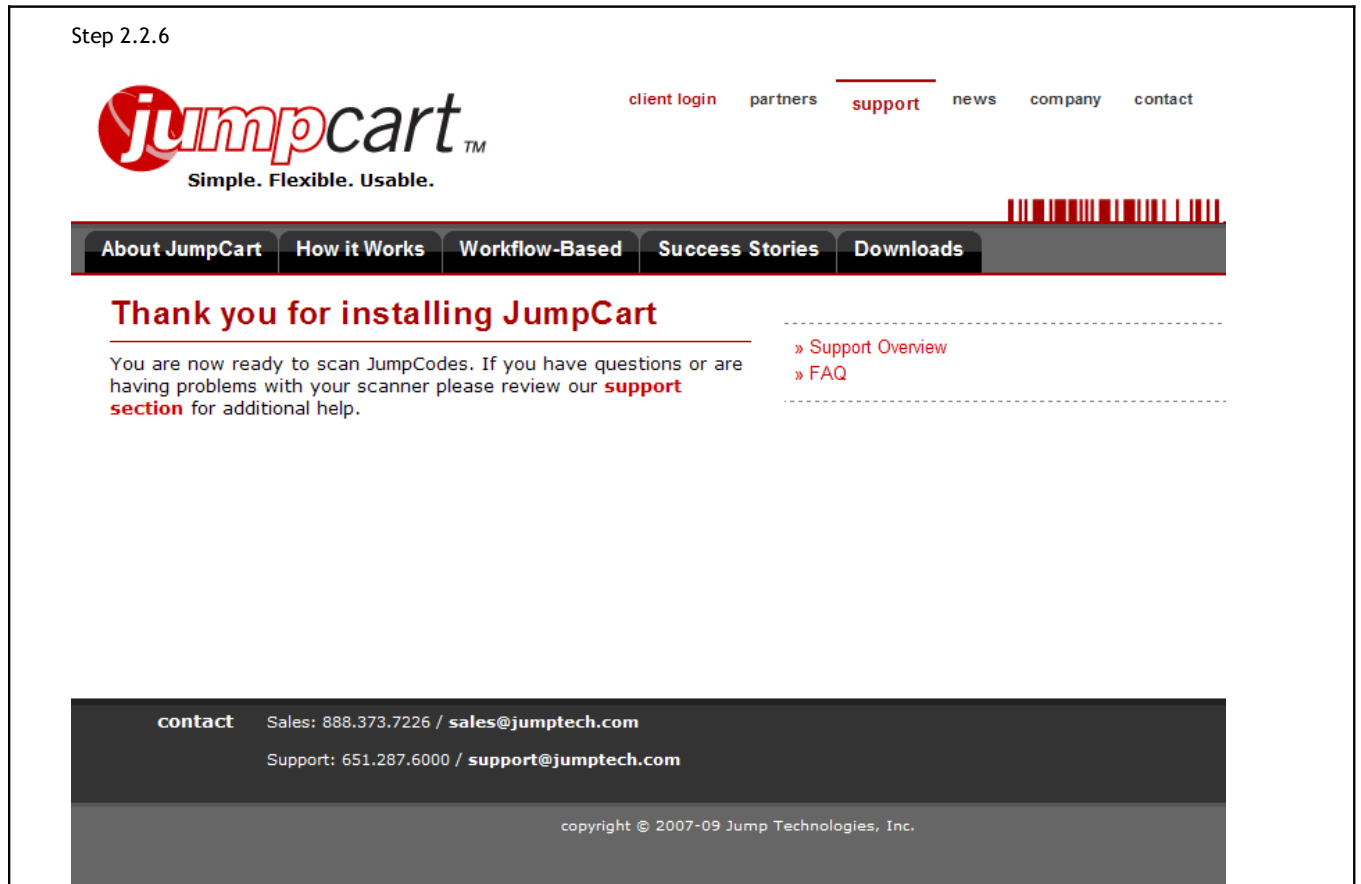 Step 2.2.6
jumpcart TM
Simple. Flexible. Usable.
client login partners support news company contact
About JumpCart How it Works Workflow-Based Success Stories Downloads
Thank you for installing JumpCart
You are now ready to scan JumpCodes. If you have questions or are
having problems with your scanner please review our support
section for additional help.
» Support Overview
» FAQ
contact Sales: 888.373.7226 / sales@jumptech.com
Support: 651.287.6000 / support@jumptech.com
copyright © 2007-09 Jump Technologies, Inc.